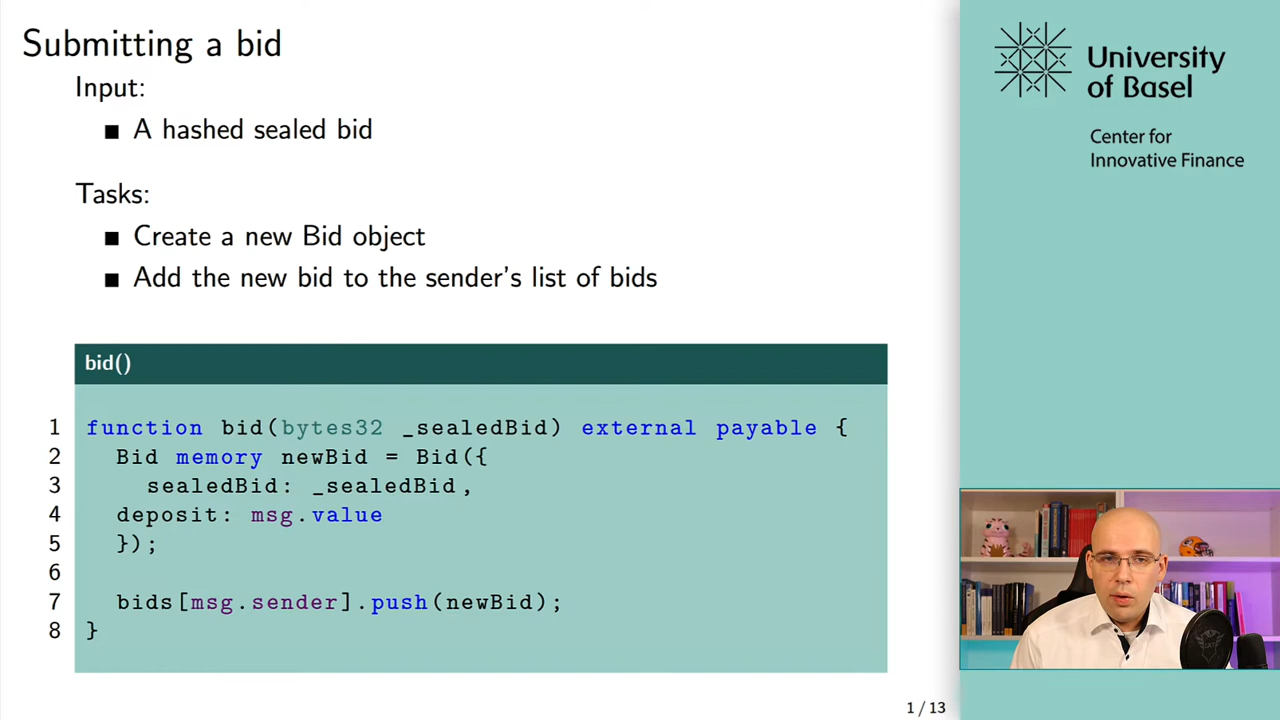 Submitting a bid
Input:
■ A hashed sealed bid
Tasks:
■ Create a new Bid object
■ Add the new bid to the sender's list of bids
bid()
1 function bid(bytes32 _sealedBid) external payable {
2 Bid memory newBid = Bid({
3 sealedBid: _sealedBid,
4 deposit: msg.value
5 });
6
7 bids[msg.sender].push(newBid);
8 }
1 / 13
University
of Basel
Center for
Innovative Finance